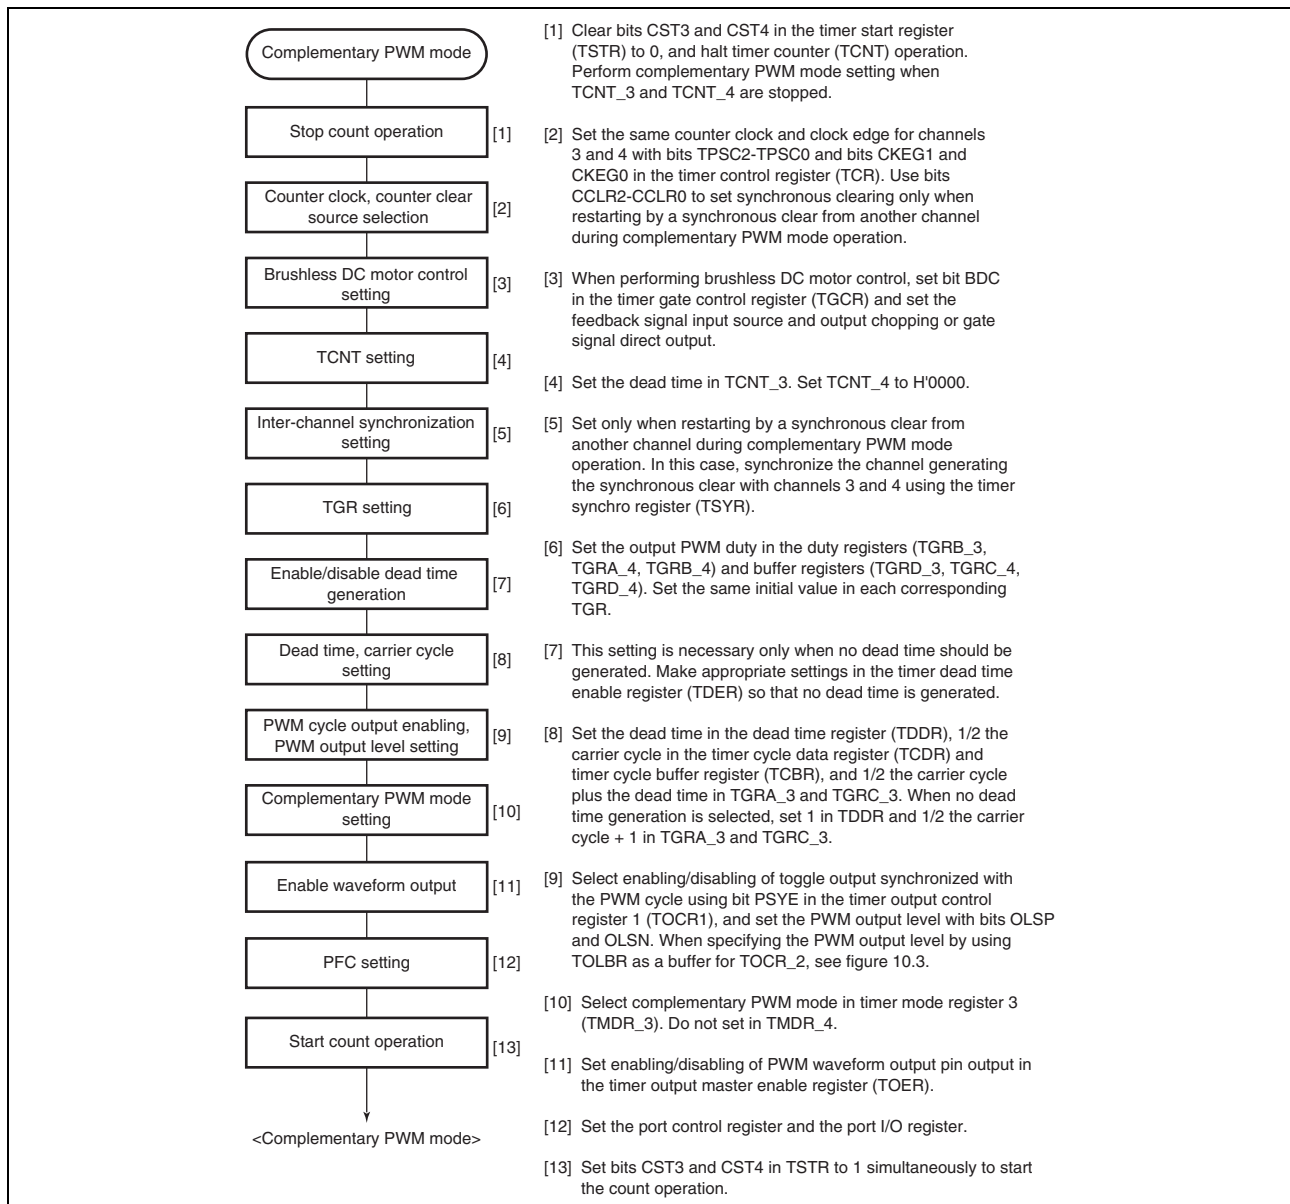 Complementary PWM mode
Stop count operation
[1]
Counter clock, counter clear
source selection
[2]
Brushless DC motor control
setting
[3]
TCNT setting
[4]
Inter-channel synchronization
setting
[5]
TGR setting
[6]
Enable/disable dead time
generation
[7]
Dead time, carrier cycle
setting
[8]
PWM cycle output enabling,
PWM output level setting
[9]
Complementary PWM mode
setting
[10]
Enable waveform output
[11]
PFC setting
[12]
Start count operation
[13]
<Complementary PWM mode>
[1] Clear bits CST3 and CST4 in the timer start register
(TSTR) to 0, and halt timer counter (TCNT) operation.
Perform complementary PWM mode setting when
TCNT_3 and TCNT_4 are stopped.
[2] Set the same counter clock and clock edge for channels
3 and 4 with bits TPSC2-TPSC0 and bits CKEG1 and
CKEG0 in the timer control register (TCR). Use bits
CCLR2-CCLR0 to set synchronous clearing only when
restarting by a synchronous clear from another channel
during complementary PWM mode operation.
[3] When performing brushless DC motor control, set bit BDC
in the timer gate control register (TGCR) and set the
feedback signal input source and output chopping or gate
signal direct output.
[4] Set the dead time in TCNT_3. Set TCNT_4 to H'0000.
[5] Set only when restarting by a synchronous clear from
another channel during complementary PWM mode
operation. In this case, synchronize the channel generating
the synchronous clear with channels 3 and 4 using the timer
synchro register (TSYR).
[6] Set the output PWM duty in the duty registers (TGRB_3,
TGRA_4, TGRB_4) and buffer registers (TGRD_3, TGRC_4,
TGRD_4). Set the same initial value in each corresponding
TGR.
[7] This setting is necessary only when no dead time should be
generated. Make appropriate settings in the timer dead time
enable register (TDER) so that no dead time is generated.
[8] Set the dead time in the dead time register (TDDR), 1/2 the
carrier cycle in the timer cycle data register (TCDR) and
timer cycle buffer register (TCBR), and 1/2 the carrier cycle
plus the dead time in TGRA_3 and TGRC_3. When no dead
time generation is selected, set 1 in TDDR and 1/2 the carrier
cycle + 1 in TGRA_3 and TGRC_3.
[9] Select enabling/disabling of toggle output synchronized with
the PWM cycle using bit PSYE in the timer output control
register 1 (TOCR1), and set the PWM output level with bits OLSP
and OLSN. When specifying the PWM output level by using
TOLBR as a buffer for TOCR_2, see figure 10.3.
[10] Select complementary PWM mode in timer mode register 3
(TMDR_3). Do not set in TMDR_4.
[11] Set enabling/disabling of PWM waveform output pin output in
the timer output master enable register (TOER).
[12] Set the port control register and the port I/O register.
[13] Set bits CST3 and CST4 in TSTR to 1 simultaneously to start
the count operation.